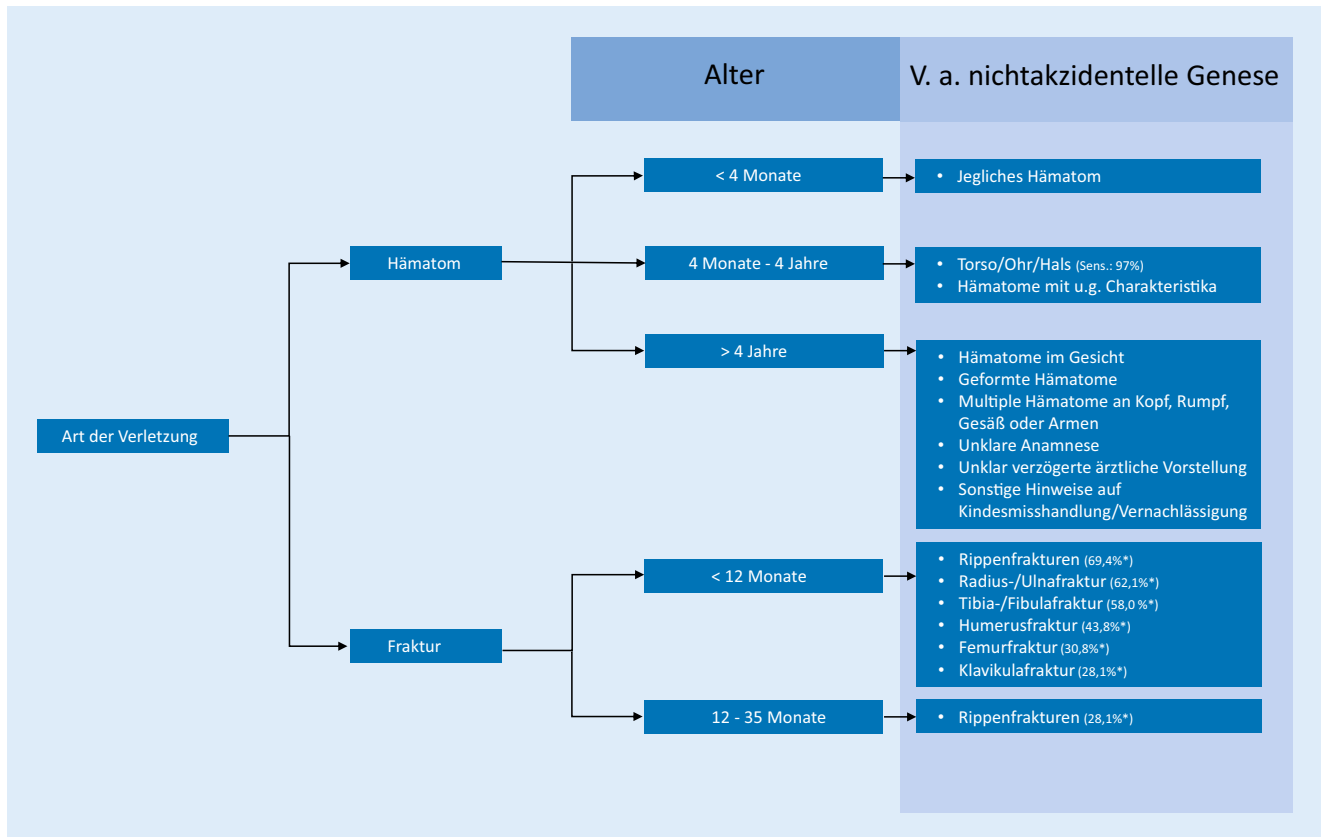 Alter
V. a. nichtakzidentelle Genese
Art der Verletzung
Hämatom
< 4 Monate
• Jegliches Hämatom
4 Monate - 4 Jahre
• Torso/Ohr/Hals (Sens.: 97%)
• Hämatome mit u.g. Charakteristika
> 4 Jahre
• Hämatome im Gesicht
• Geformte Hämatome
• Multiple Hämatome an Kopf, Rumpf,
Gesäß oder Armen
• Unklare Anamnese
• Unklar verzögerte ärztliche Vorstellung
• Sonstige Hinweise auf
Kindesmisshandlung/Vernachlässigung
Fraktur
< 12 Monate
• Rippenfrakturen (69,4%*)
• Radius-/Ulnafraktur (62,1%*)
• Tibia-/Fibulafraktur (58,0 %*)
• Humerusfraktur (43,8%*)
• Femurfraktur (30,8%*)
• Klavikulafraktur (28,1%*)
12 - 35 Monate
• Rippenfrakturen (28,1%*)